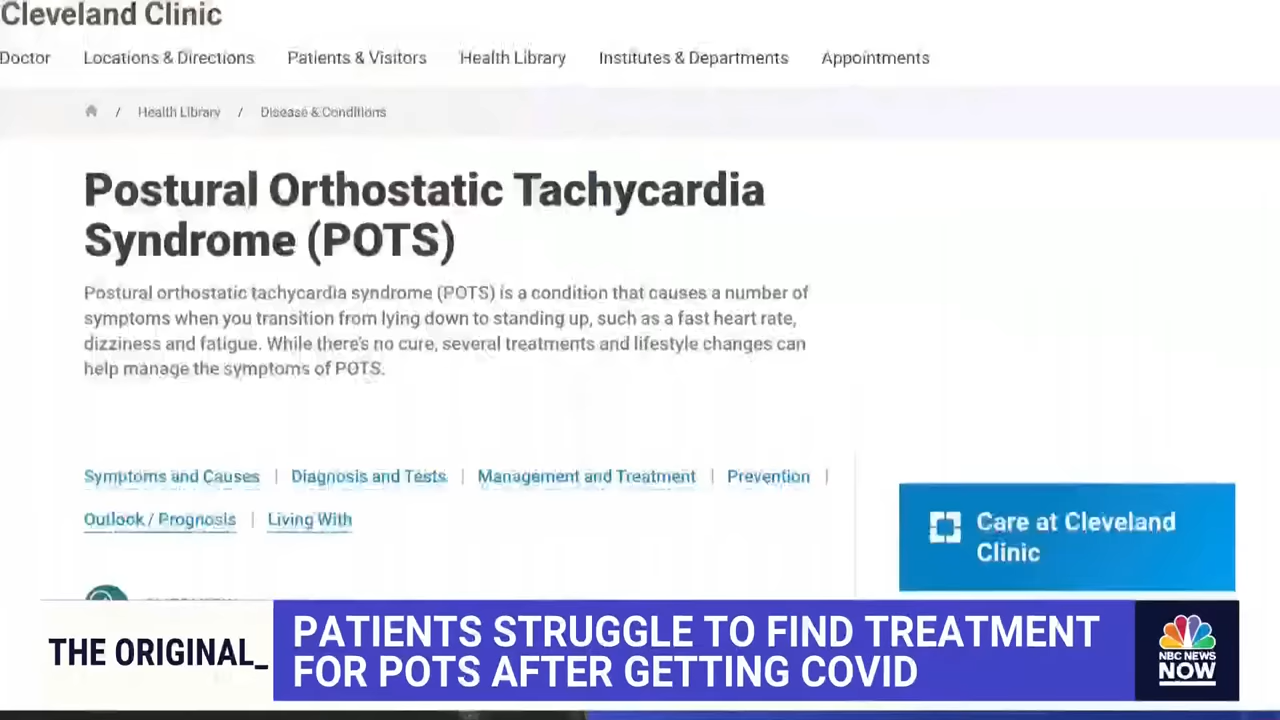 Cleveland Clinic
Doctor Locations & Directions Patients & Visitors Health Library Institutes & Departments Appointments
/ Health Library / Disease & Conditions
Postural Orthostatic Tachycardia
Syndrome (POTS)
Postural orthostatic tachycardia syndrome (POTS) is a condition that causes a number of
symptoms when you transition from lying down to standing up, such as a fast heart rate,
dizziness and fatigue. While there's no cure, several treatments and lifestyle changes can
help manage the symptoms of POTS.
Symptoms and Causes | Diagnosis and Tests | Management and Treatment | Prevention |
Outlook / Prognosis | Living With
Care at Cleveland
Clinic
THE ORIGINAL_
PATIENTS STRUGGLE TO FIND TREATMENT
FOR POTS AFTER GETTING COVID
NBC NEWS
NOW